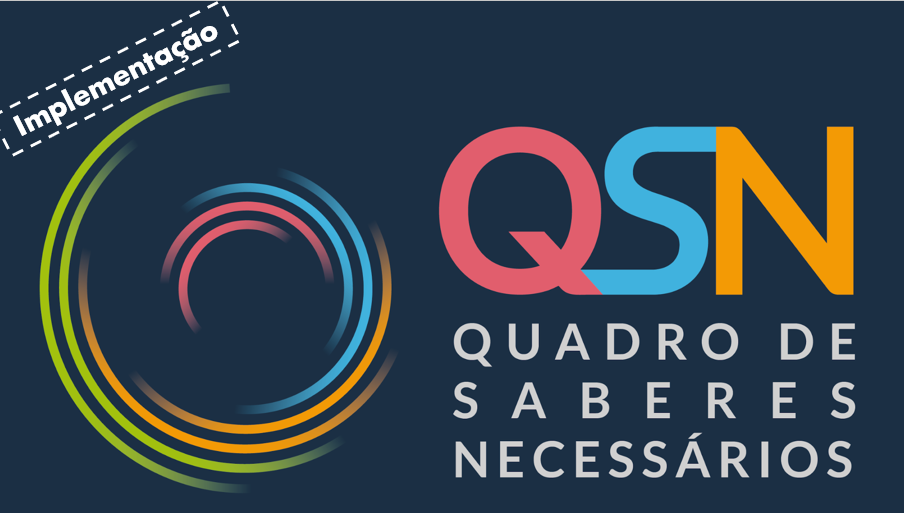 Implementação
QSN
QUADRO DE
SABERES
NECESSÁRIOS